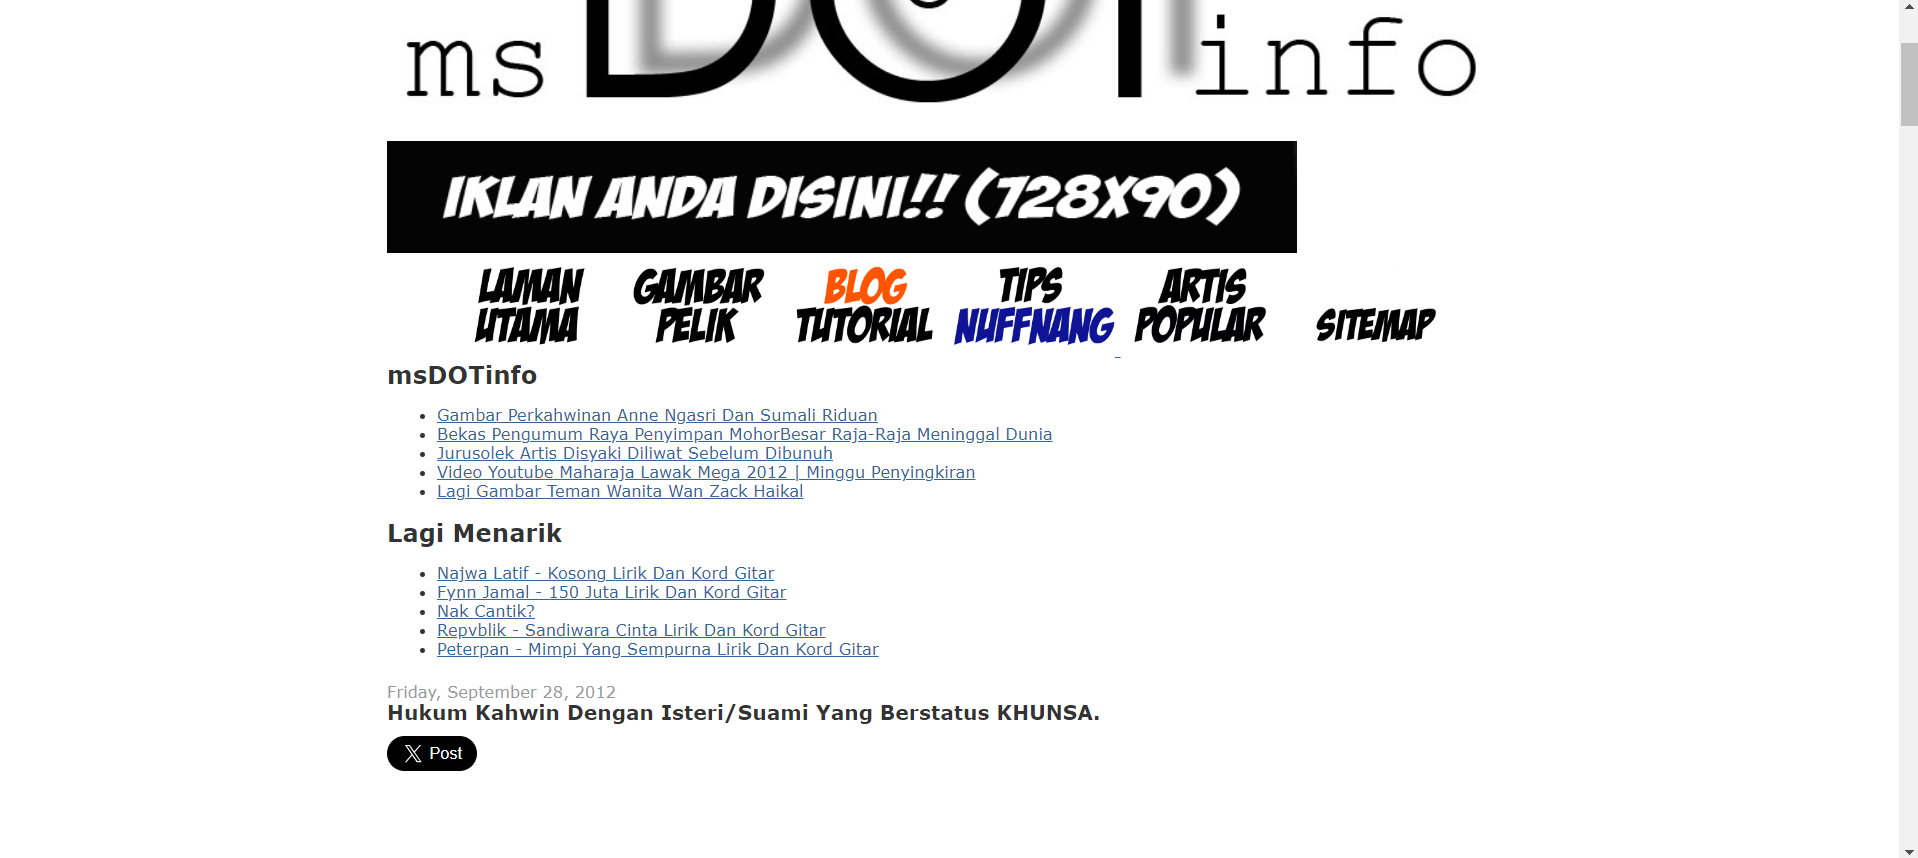 ms DOT info
IKLAN ANDA DISINI!! (728X90)
LAMAN UTAMA
GAMBAR PELIK
BLOG TUTORIAL
TIPS NUFFNANG
ARTIS POPULAR
SITEMAP
msDOTinfo
Gambar Perkahwinan Anne Ngasri Dan Sumali Riduan
Bekas Pengumum Raya Penyimpan MohorBesar Raja-Raja Meninggal Dunia
Jurusolek Artis Disyaki Diliwat Sebelum Dibunuh
Video Youtube Maharaja Lawak Mega 2012 | Minggu Penyingkiran
Lagi Gambar Teman Wanita Wan Zack Haikal
Lagi Menarik
Najwa Latif - Kosong Lirik Dan Kord Gitar
Fynn Jamal - 150 Juta Lirik Dan Kord Gitar
Nak Cantik?
Repvblik - Sandiwara Cinta Lirik Dan Kord Gitar
Peterpan - Mimpi Yang Sempurna Lirik Dan Kord Gitar
Friday, September 28, 2012
Hukum Kahwin Dengan Isteri/Suami Yang Berstatus KHUNSA.
Post